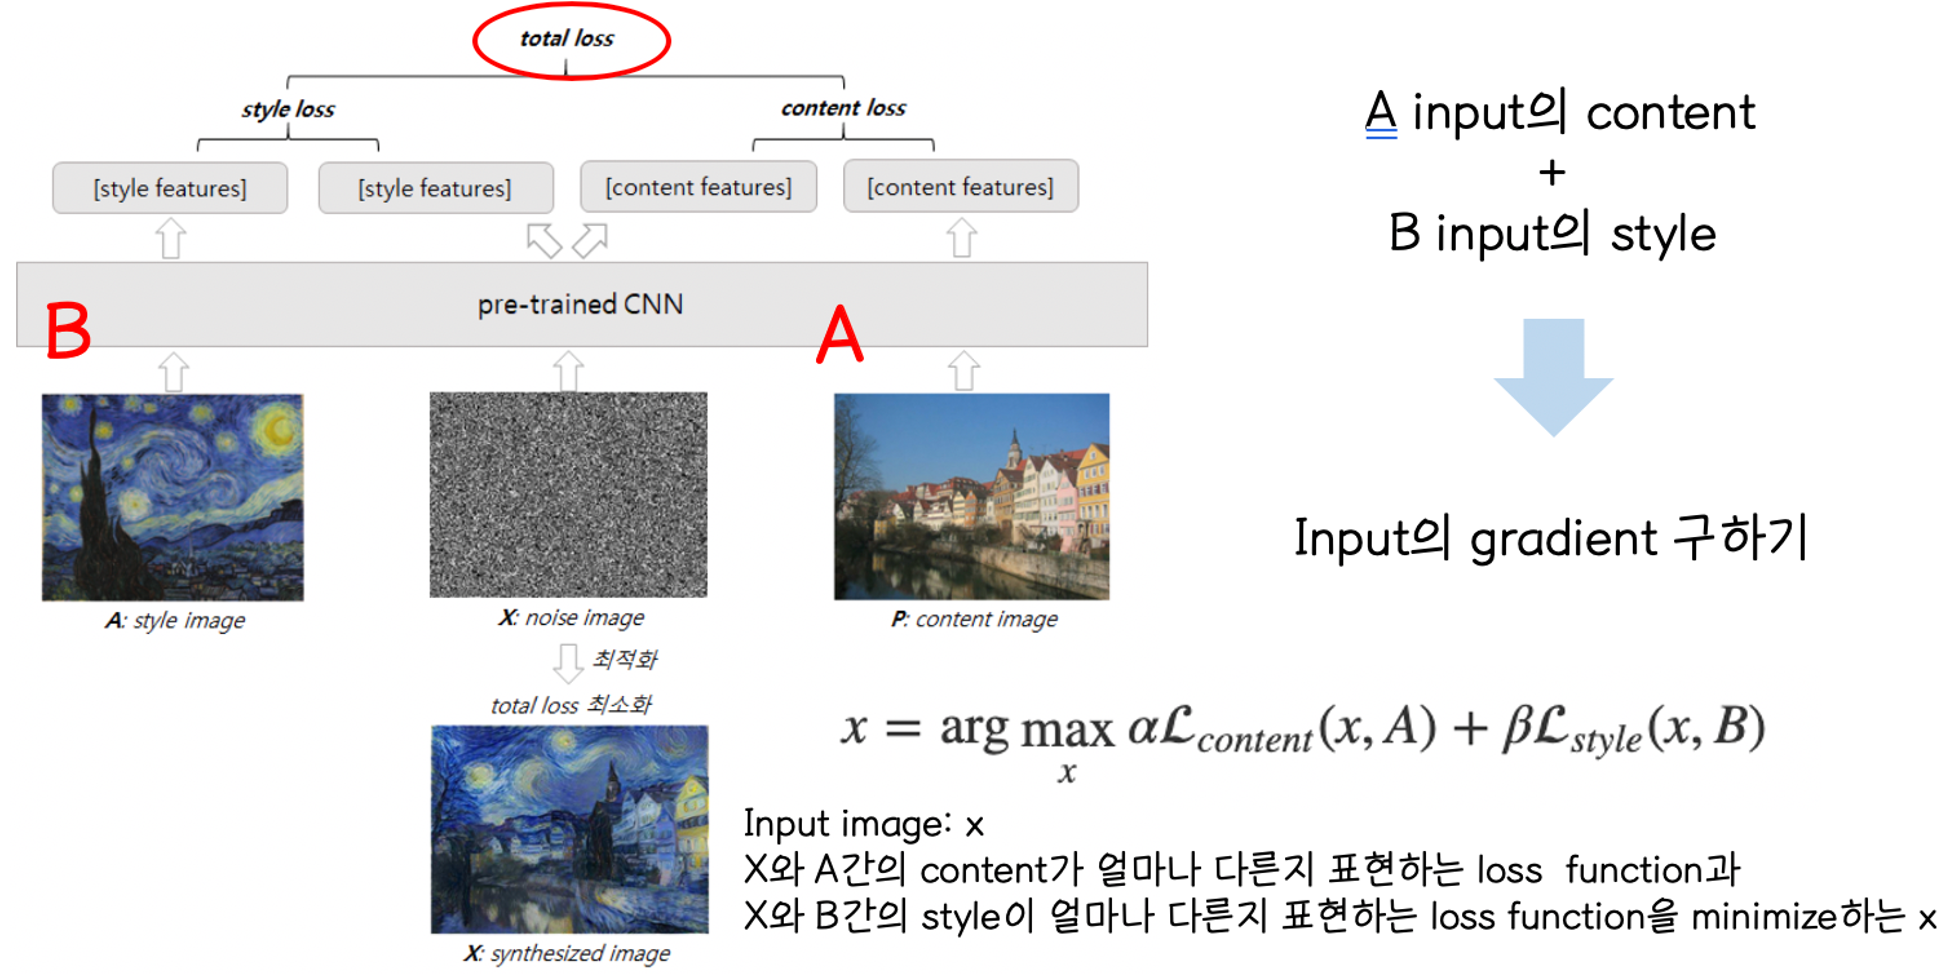 total loss
style loss
content loss
[style features]
[style features]
[content features]
[content features]
pre-trained CNN
B
A
A: style image
X: noise image
P: content image
최적화
total loss 최소화
X: synthesized image
A input의 content
+
B input의 style
Input의 gradient 구하기
x = arg max αℒcontent(x, A) + βℒstyle(x, B)
x
Input image: x
X와 A간의 content가 얼마나 다른지 표현하는 loss function과
X와 B간의 style이 얼마나 다른지 표현하는 loss function을 minimize하는 x